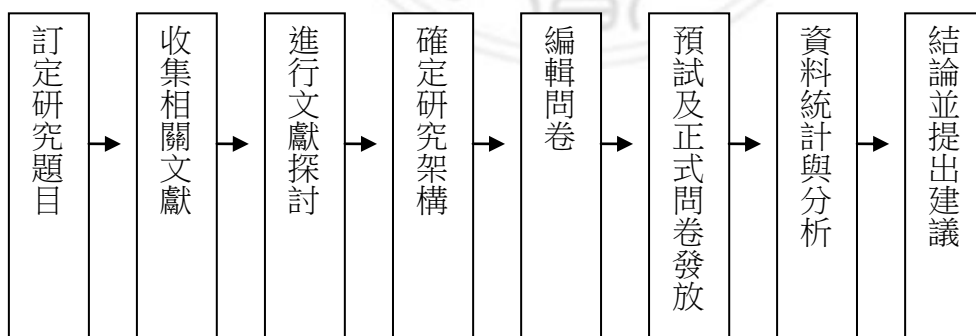 訂定研究題目
收集相關文獻
進行文獻探討
確定研究架構
編輯問卷
預試及正式問卷發放
資料統計與分析
結論並提出建議